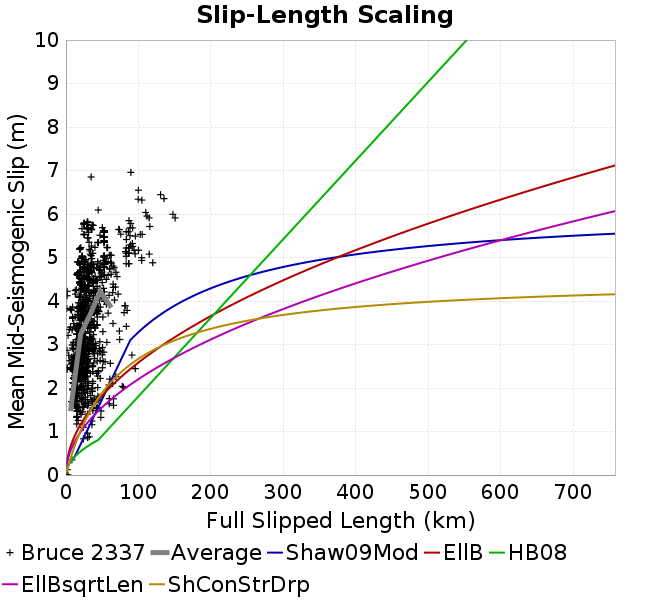 Slip-Length Scaling
Mean Mid-Seismogenic Slip (m)
10
9
8
7
6
5
4
3
2
1
0
0 100 200 300 400 500 600 700
Full Slipped Length (km)
Bruce 2337 Average Shaw09Mod EllB HB08
EllBsqrtLen ShConStrDrp